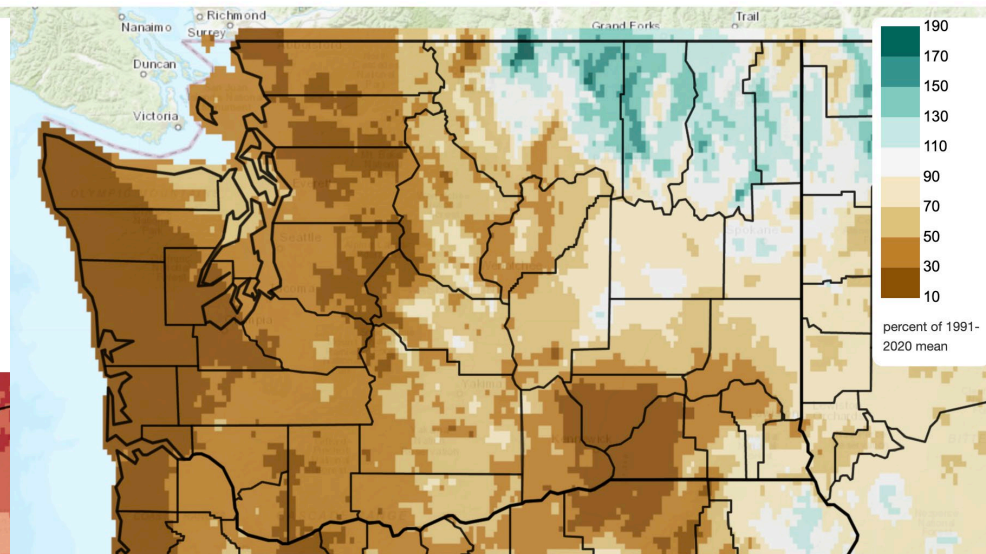 Richmond
Nanaimo
Surrey
Grand Forks
Trail
Duncan
Victoria
Seattle
Spokane
Yakima
190
170
150
130
110
90
70
50
30
10
percent of 1991-
2020 mean